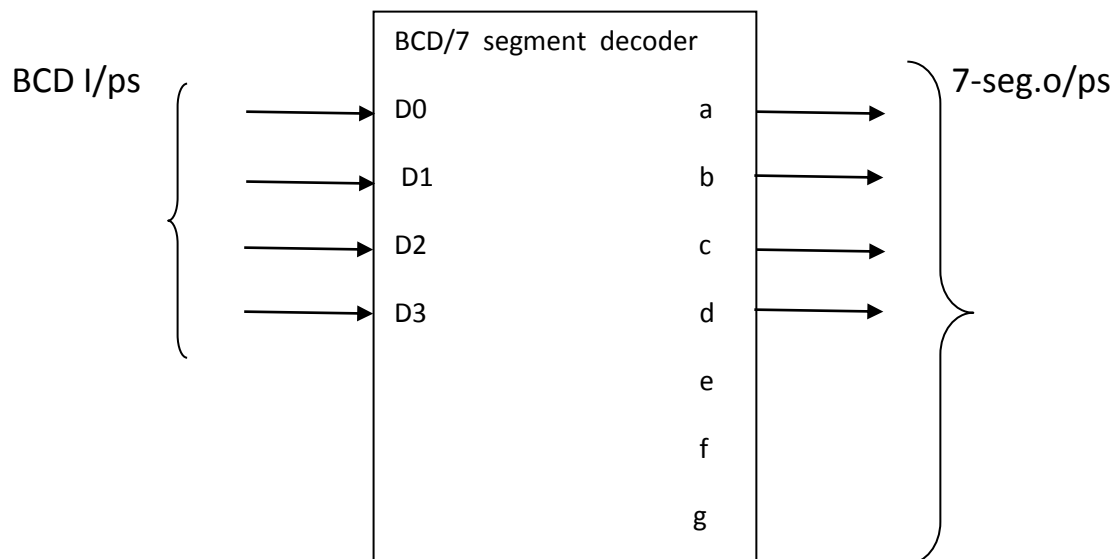 BCD/7 segment decoder
BCD I/ps
7-seg.o/ps
D0
a
D1
b
D2
c
D3
d
e
f
g